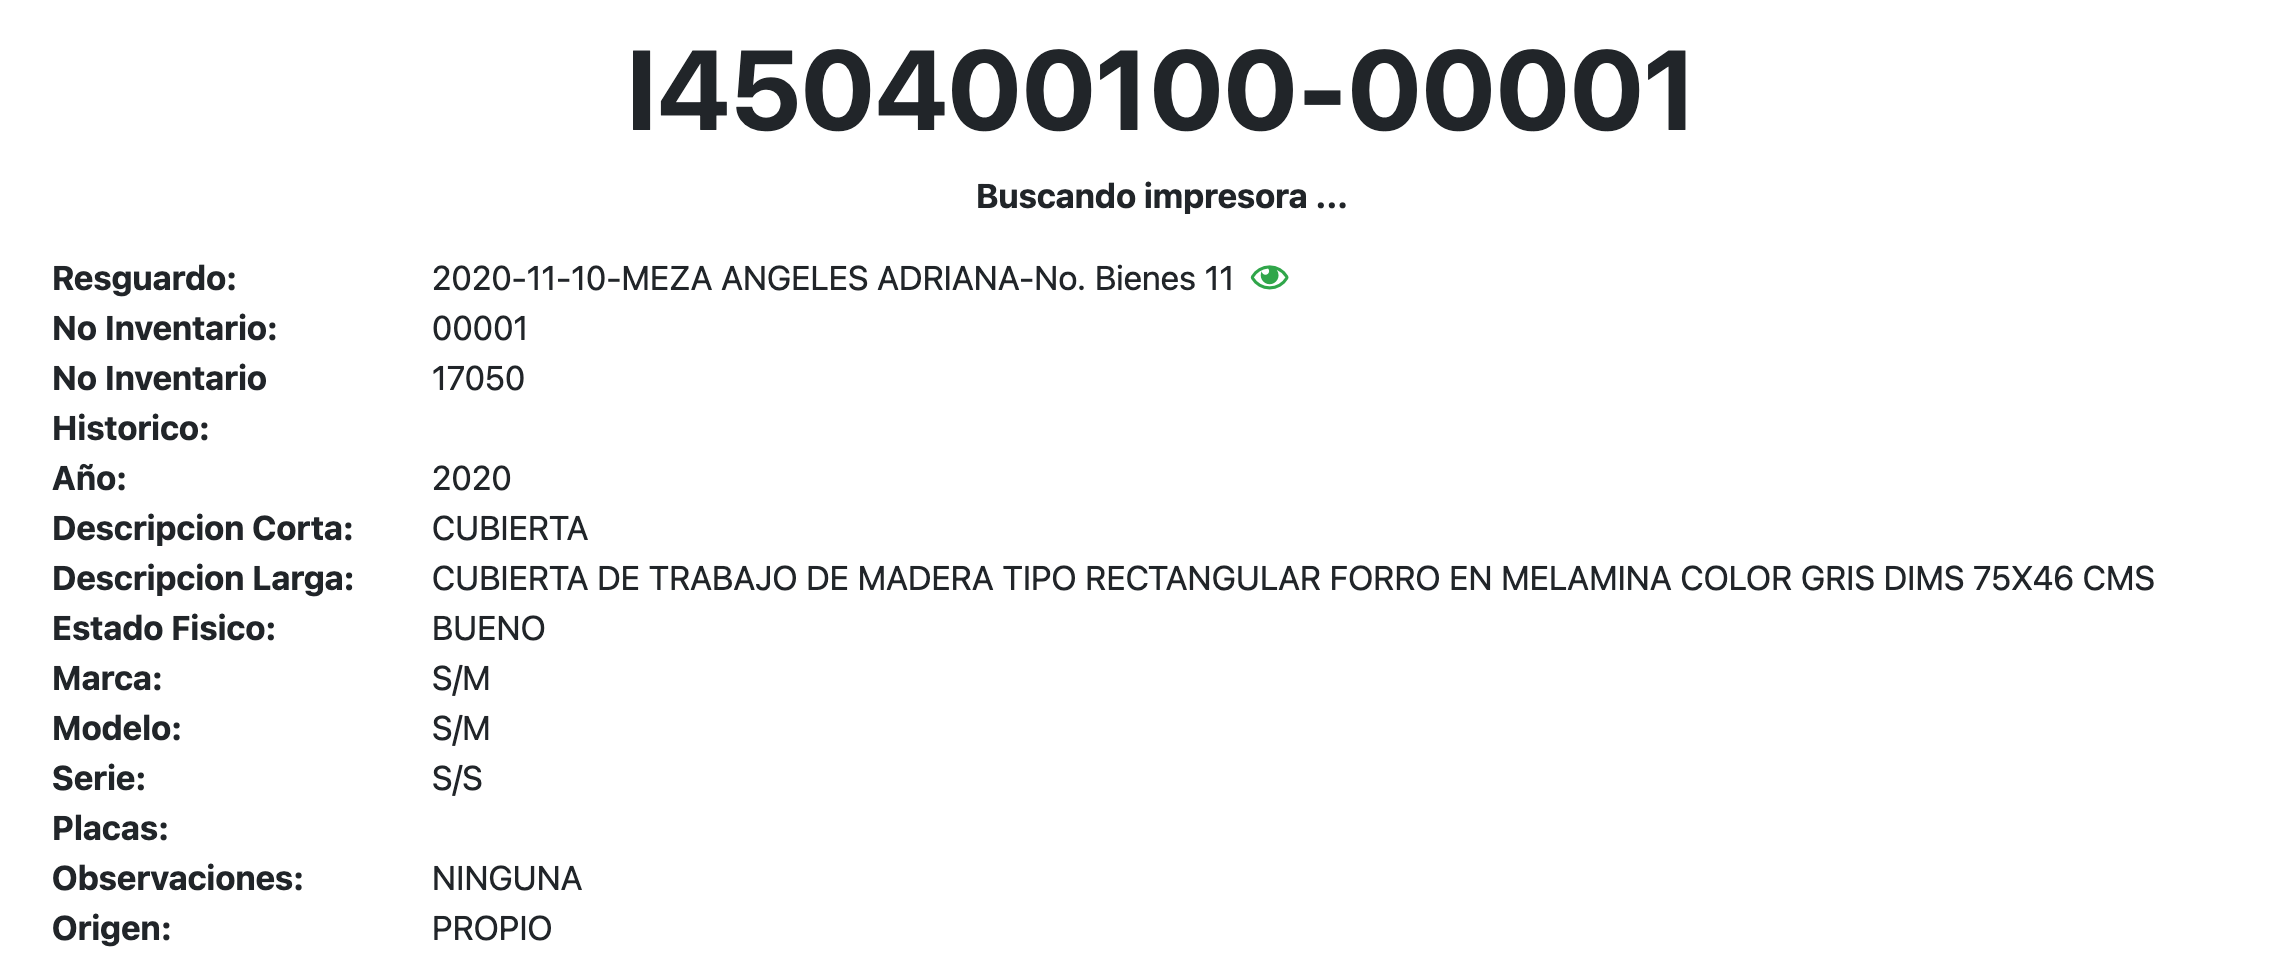 I450400100-00001
Buscando impresora ...
Resguardo: 2020-11-10-MEZA ANGELES ADRIANA-No. Bienes 11
No Inventario: 00001
No Inventario 17050
Historico:
Año: 2020
Descripcion Corta: CUBIERTA
Descripcion Larga: CUBIERTA DE TRABAJO DE MADERA TIPO RECTANGULAR FORRO EN MELAMINA COLOR GRIS DIMS 75X46 CMS
Estado Fisico: BUENO
Marca: S/M
Modelo: S/M
Serie: S/S
Placas:
Observaciones: NINGUNA
Origen: PROPIO